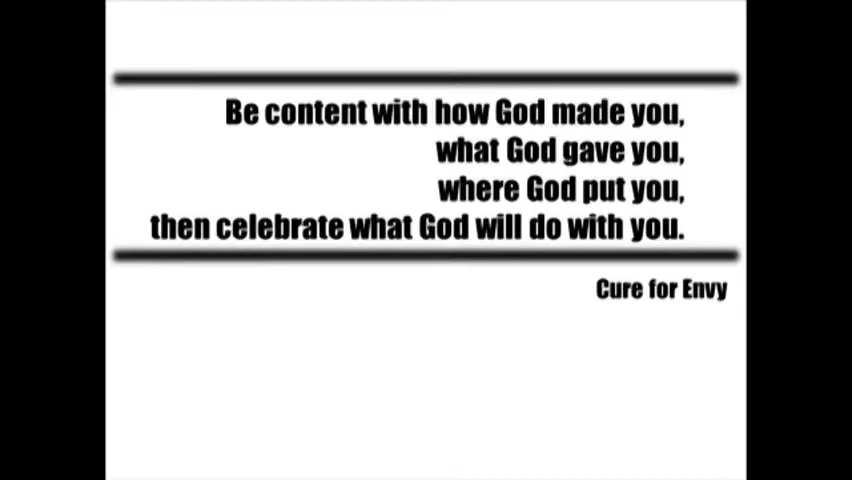 Be content with how God made you,
what God gave you,
where God put you,
then celebrate what God will do with you.
Cure for Envy